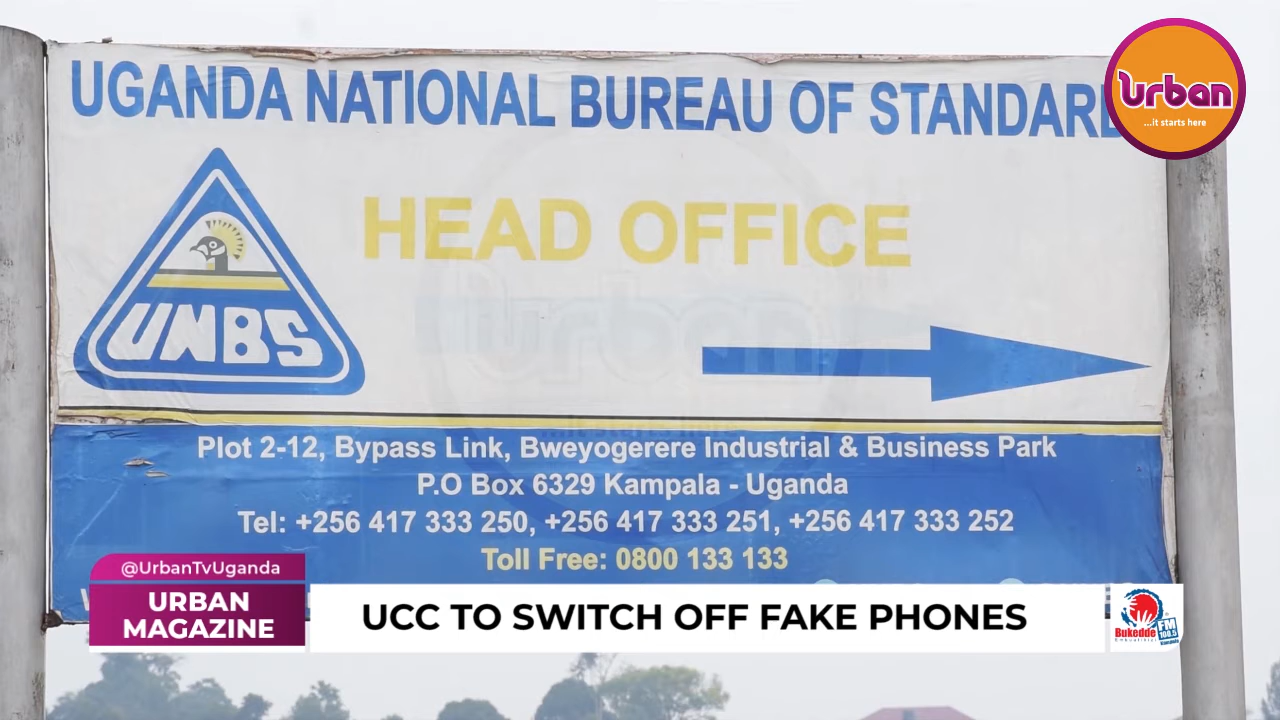 UGANDA NATIONAL BUREAU OF STANDARD
Urban
...it starts here
HEAD OFFICE
UNBS
Plot 2-12, Bypass Link, Bweyogerere Industrial & Business Park
P.O Box 6329 Kampala - Uganda
Tel: +256 417 333 250, +256 417 333 251, +256 417 333 252
Toll Free: 0800 133 133
@UrbanTvUganda
URBAN
MAGAZINE
UCC TO SWITCH OFF FAKE PHONES
Bukedde
FM
100.5